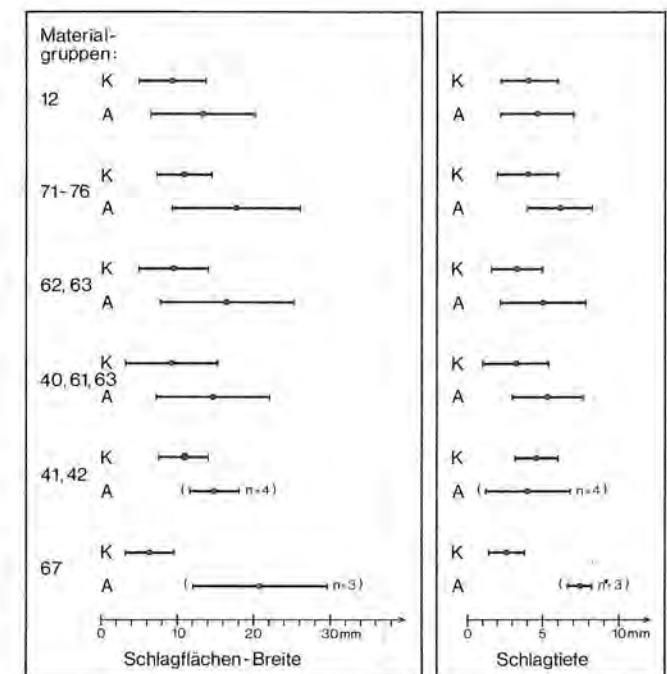 Material-
gruppen:
K K
12
A A
K K
71-76
A A
K K
62, 63
A A
K K
40, 61, 63
A A
K K
41, 42
A ( n=4) A ( n=4)
K K
67
A ( n=3) A ( n=3)
0 10 20 30mm 0 5 10mm
Schlagflächen-Breite Schlagtiefe